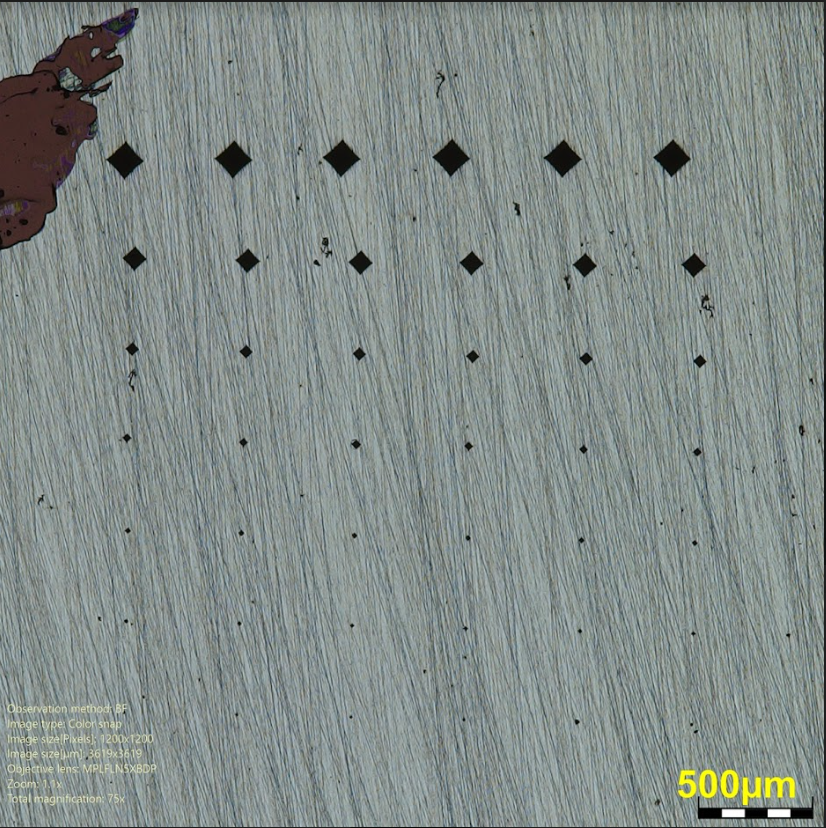 Observation method: BF
Image type: Color snap
Image size[Pixels]: 1200x1200
Image size[µm]: 3619x3619
Objective lens: MPLFLN5XBDP
Zoom: 1.1x
Total magnification: 75x
500µm